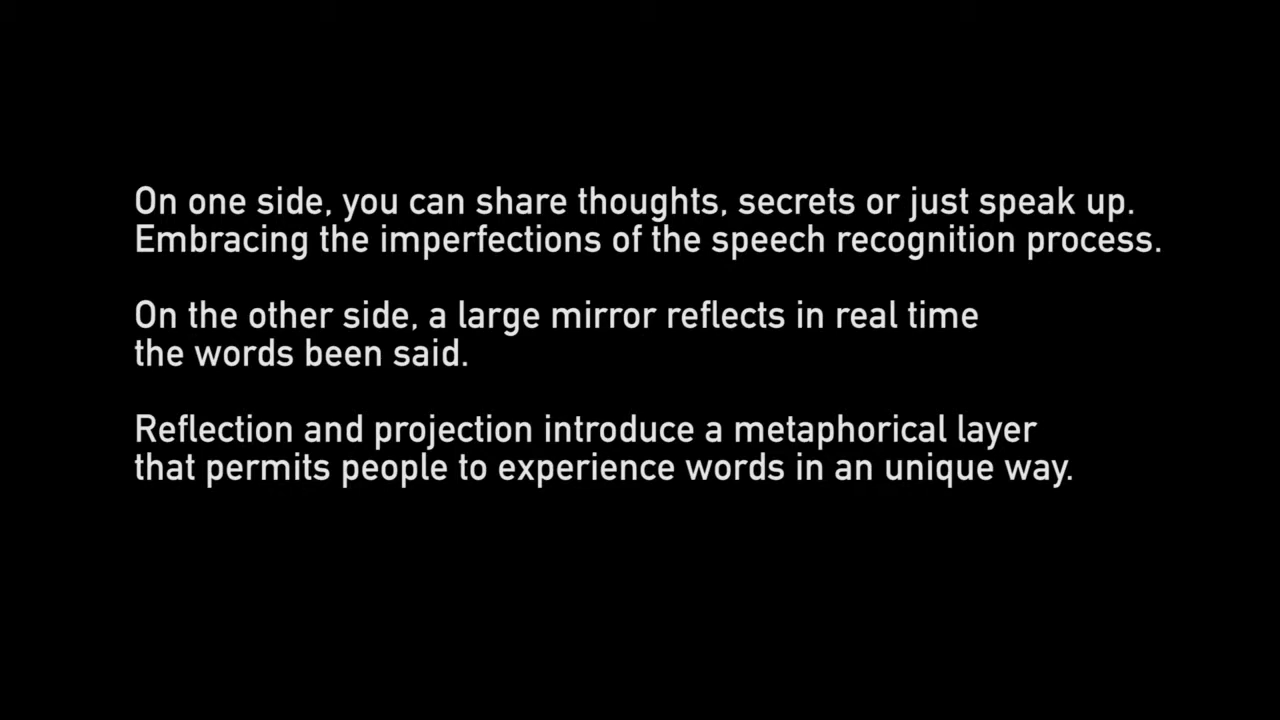 On one side, you can share thoughts, secrets or just speak up.
Embracing the imperfections of the speech recognition process.
On the other side, a large mirror reflects in real time
the words been said.
Reflection and projection introduce a metaphorical layer
that permits people to experience words in an unique way.